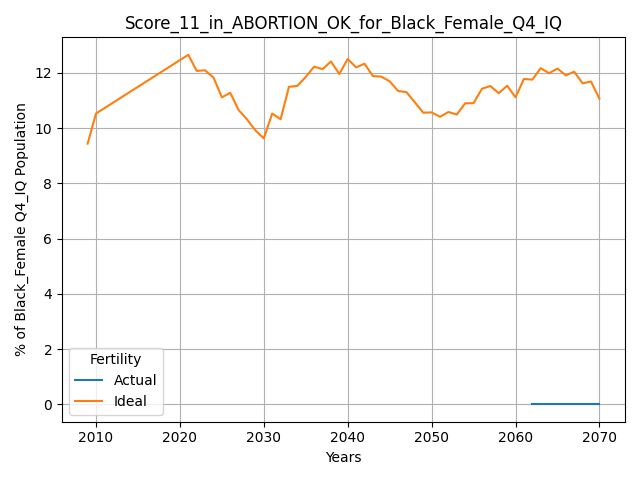 Score_11_in_ABORTION_OK_for_Black_Female_Q4_IQ
% of Black_Female Q4_IQ Population
12
10
8
6
4
2
0
Fertility
Actual
Ideal
2010 2020 2030 2040 2050 2060 2070
Years